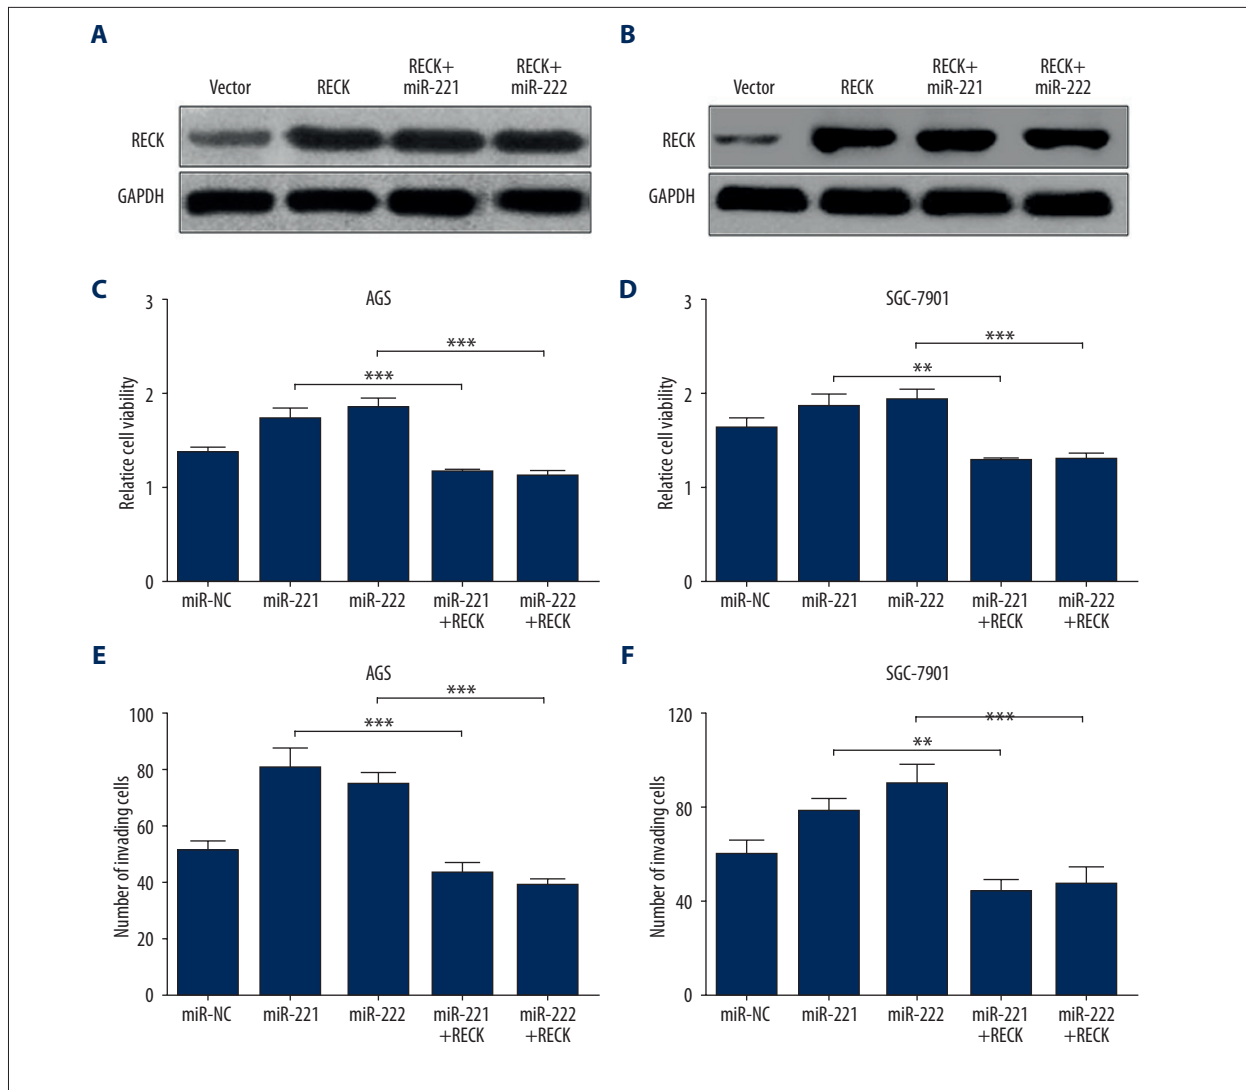 A
Vector
RECK
RECK+
miR-221
RECK+
miR-222
RECK
GAPDH
B
Vector
RECK
RECK+
miR-221
RECK+
miR-222
RECK
GAPDH
C
AGS
Relatice cell viability
3
2
1
0
***
***
miR-NC
miR-221
miR-222
miR-221
+RECK
miR-222
+RECK
D
SGC-7901
Relatice cell viability
3
2
1
0
***
**
miR-NC
miR-221
miR-222
miR-221
+RECK
miR-222
+RECK
E
AGS
Number of invading cells
100
80
60
40
20
0
***
***
miR-NC
miR-221
miR-222
miR-221
+RECK
miR-222
+RECK
F
SGC-7901
Number of invading cells
120
80
40
0
***
**
miR-NC
miR-221
miR-222
miR-221
+RECK
miR-222
+RECK